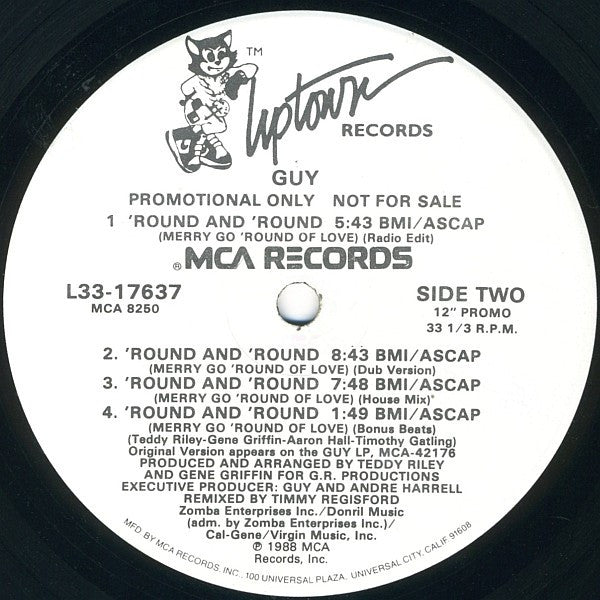 TM
Uptown
RECORDS
GUY
PROMOTIONAL ONLY NOT FOR SALE
1 'ROUND AND 'ROUND 5:43 BMI/ASCAP
(MERRY GO 'ROUND OF LOVE) (Radio Edit)
® MCA RECORDS
L33-17637
MCA 8250
SIDE TWO
12" PROMO
33 1/3 R.P.M.
2. 'ROUND AND 'ROUND 8:43 BMI/ASCAP
(MERRY GO 'ROUND OF LOVE) (Dub Version)
3. 'ROUND AND 'ROUND 7:48 BMI/ASCAP
(MERRY GO 'ROUND OF LOVE) (House Mix)*
4. 'ROUND AND 'ROUND 1:49 BMI/ASCAP
(MERRY GO 'ROUND OF LOVE) (Bonus Beats)
(Teddy Riley-Gene Griffin-Aaron Hall-Timothy Gatling)
Original Version appears on the GUY LP, MCA-42176
PRODUCED AND ARRANGED BY TEDDY RILEY
AND GENE GRIFFIN FOR G.R. PRODUCTIONS
EXECUTIVE PRODUCER: GUY AND ANDRE HARRELL
REMIXED BY TIMMY REGISFORD
Zomba Enterprises Inc./Donril Music
(adm. by Zomba Enterprises Inc.)/
Cal-Gene/Virgin Music, Inc.
℗ 1988 MCA
Records, Inc.
MFD. BY MCA RECORDS, INC., 100 UNIVERSAL PLAZA, UNIVERSAL CITY, CALIF. 91608